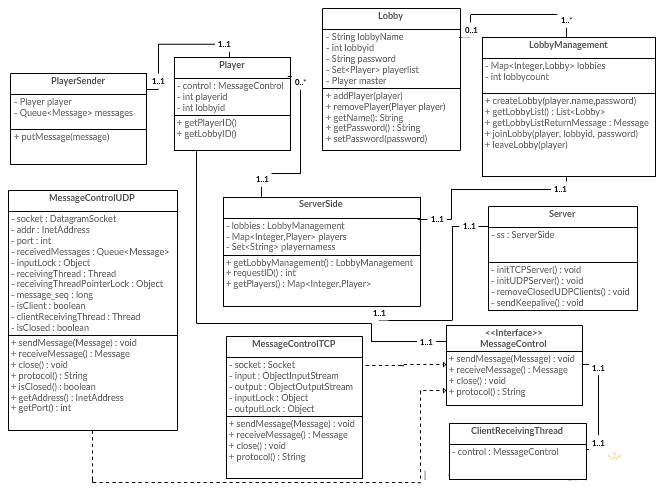 PlayerSender
- Player player
- Queue<Message> messages
+ putMessage(message)
1..1
1..1
Player
- control : MessageControl
- int playerid
- int lobbyid
+ getPlayerID()
+ getLobbyID()
0..*
1..1
Lobby
- String lobbyName
- int lobbyid
- String password
- Set<Player> playerlist
- Player master
+ addPlayer(player)
+ removePlayer(Player player)
+ getName(): String
+ getPassword() : String
+ setPassword(password)
0..1
1..*
LobbyManagement
- Map<Integer,Lobby> lobbies
- int lobbycount
+ createLobby(player.name,password)
+ getLobbyList() : List<Lobby>
+ getLobbyListReturnMessage : Message
+ joinLobby(player, lobbyid, password)
+ leaveLobby(player)
1..1
1..1
MessageControlUDP
- socket : DatagramSocket
- addr : InetAddress
- port : int
- receivedMessages : Queue<Message>
- inputLock : Object
- receivingThread : Thread
- receivingThreadPointerLock : Object
- message_seq : long
- isClient : boolean
- clientReceivingThread : Thread
- isClosed : boolean
+ sendMessage(Message) : void
+ receiveMessage() : Message
+ close() : void
+ protocol() : String
+ isClosed() : boolean
+ getAddress() : InetAddress
+ getPort() : int
ServerSide
- lobbies : LobbyManagement
- Map<Integer,Player> players
- Set<String> playernamess
+ getLobbyManagement() : LobbyManagement
+ requestID() : int
+ getPlayers() : Map<Integer,Player>
1..1
1..1
Server
- ss : ServerSide
- initTCPServer() : void
- initUDPServer() : void
- removeClosedUDPClients() : void
- sendKeepalive() : void
MessageControlTCP
- socket : Socket
- input : ObjectInputStream
- output : ObjectOutputStream
- inputLock : Object
- outputLock : Object
+ sendMessage(Message) : void
+ receiveMessage() : Message
+ close() : void
+ protocol() : String
1..1
<<Interface>>
MessageControl
+ sendMessage(Message) : void
+ receiveMessage() : Message
+ close() : void
+ protocol() : String
1..1
1..1
ClientReceivingThread
- control : MessageControl